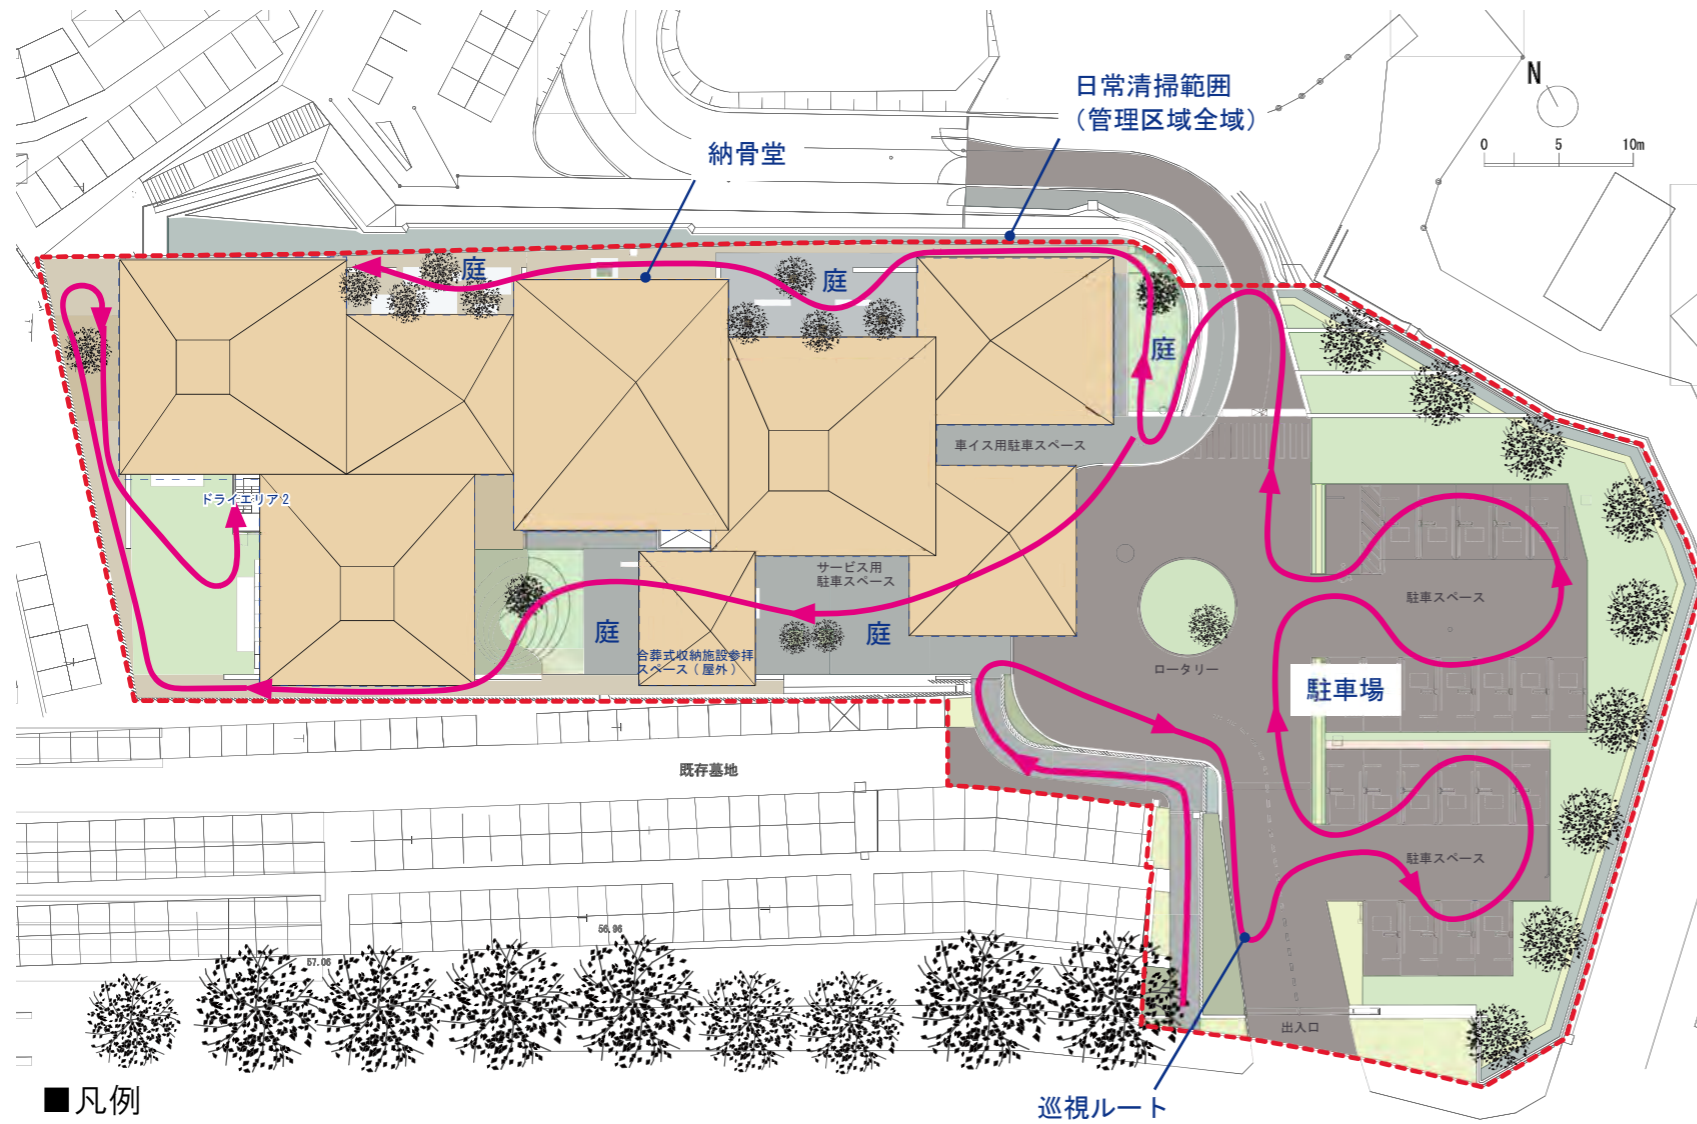 N
0 5 10m
日常清掃範囲
（管理区域全域）
納骨堂
庭
庭
庭
車イス用駐車スペース
ドライエリア2
サービス用
駐車スペース
庭
庭
合葬式収納施設参拝
スペース（屋外）
駐車スペース
ロータリー
駐車場
既存墓地
駐車スペース
56.96
57.06
出入口
巡視ルート
■凡例